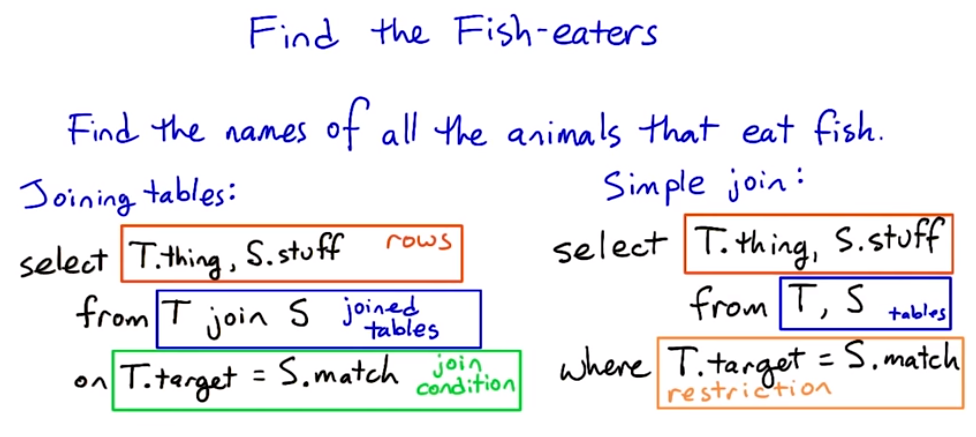 Find the Fish-eaters
Find the names of all the animals that eat fish.
Joining tables:
select T.thing, S.stuff rows
from T join S joined tables
on T.target = S.match join condition
Simple join:
select T.thing, S.stuff
from T, S tables
where T.target = S.match
restriction